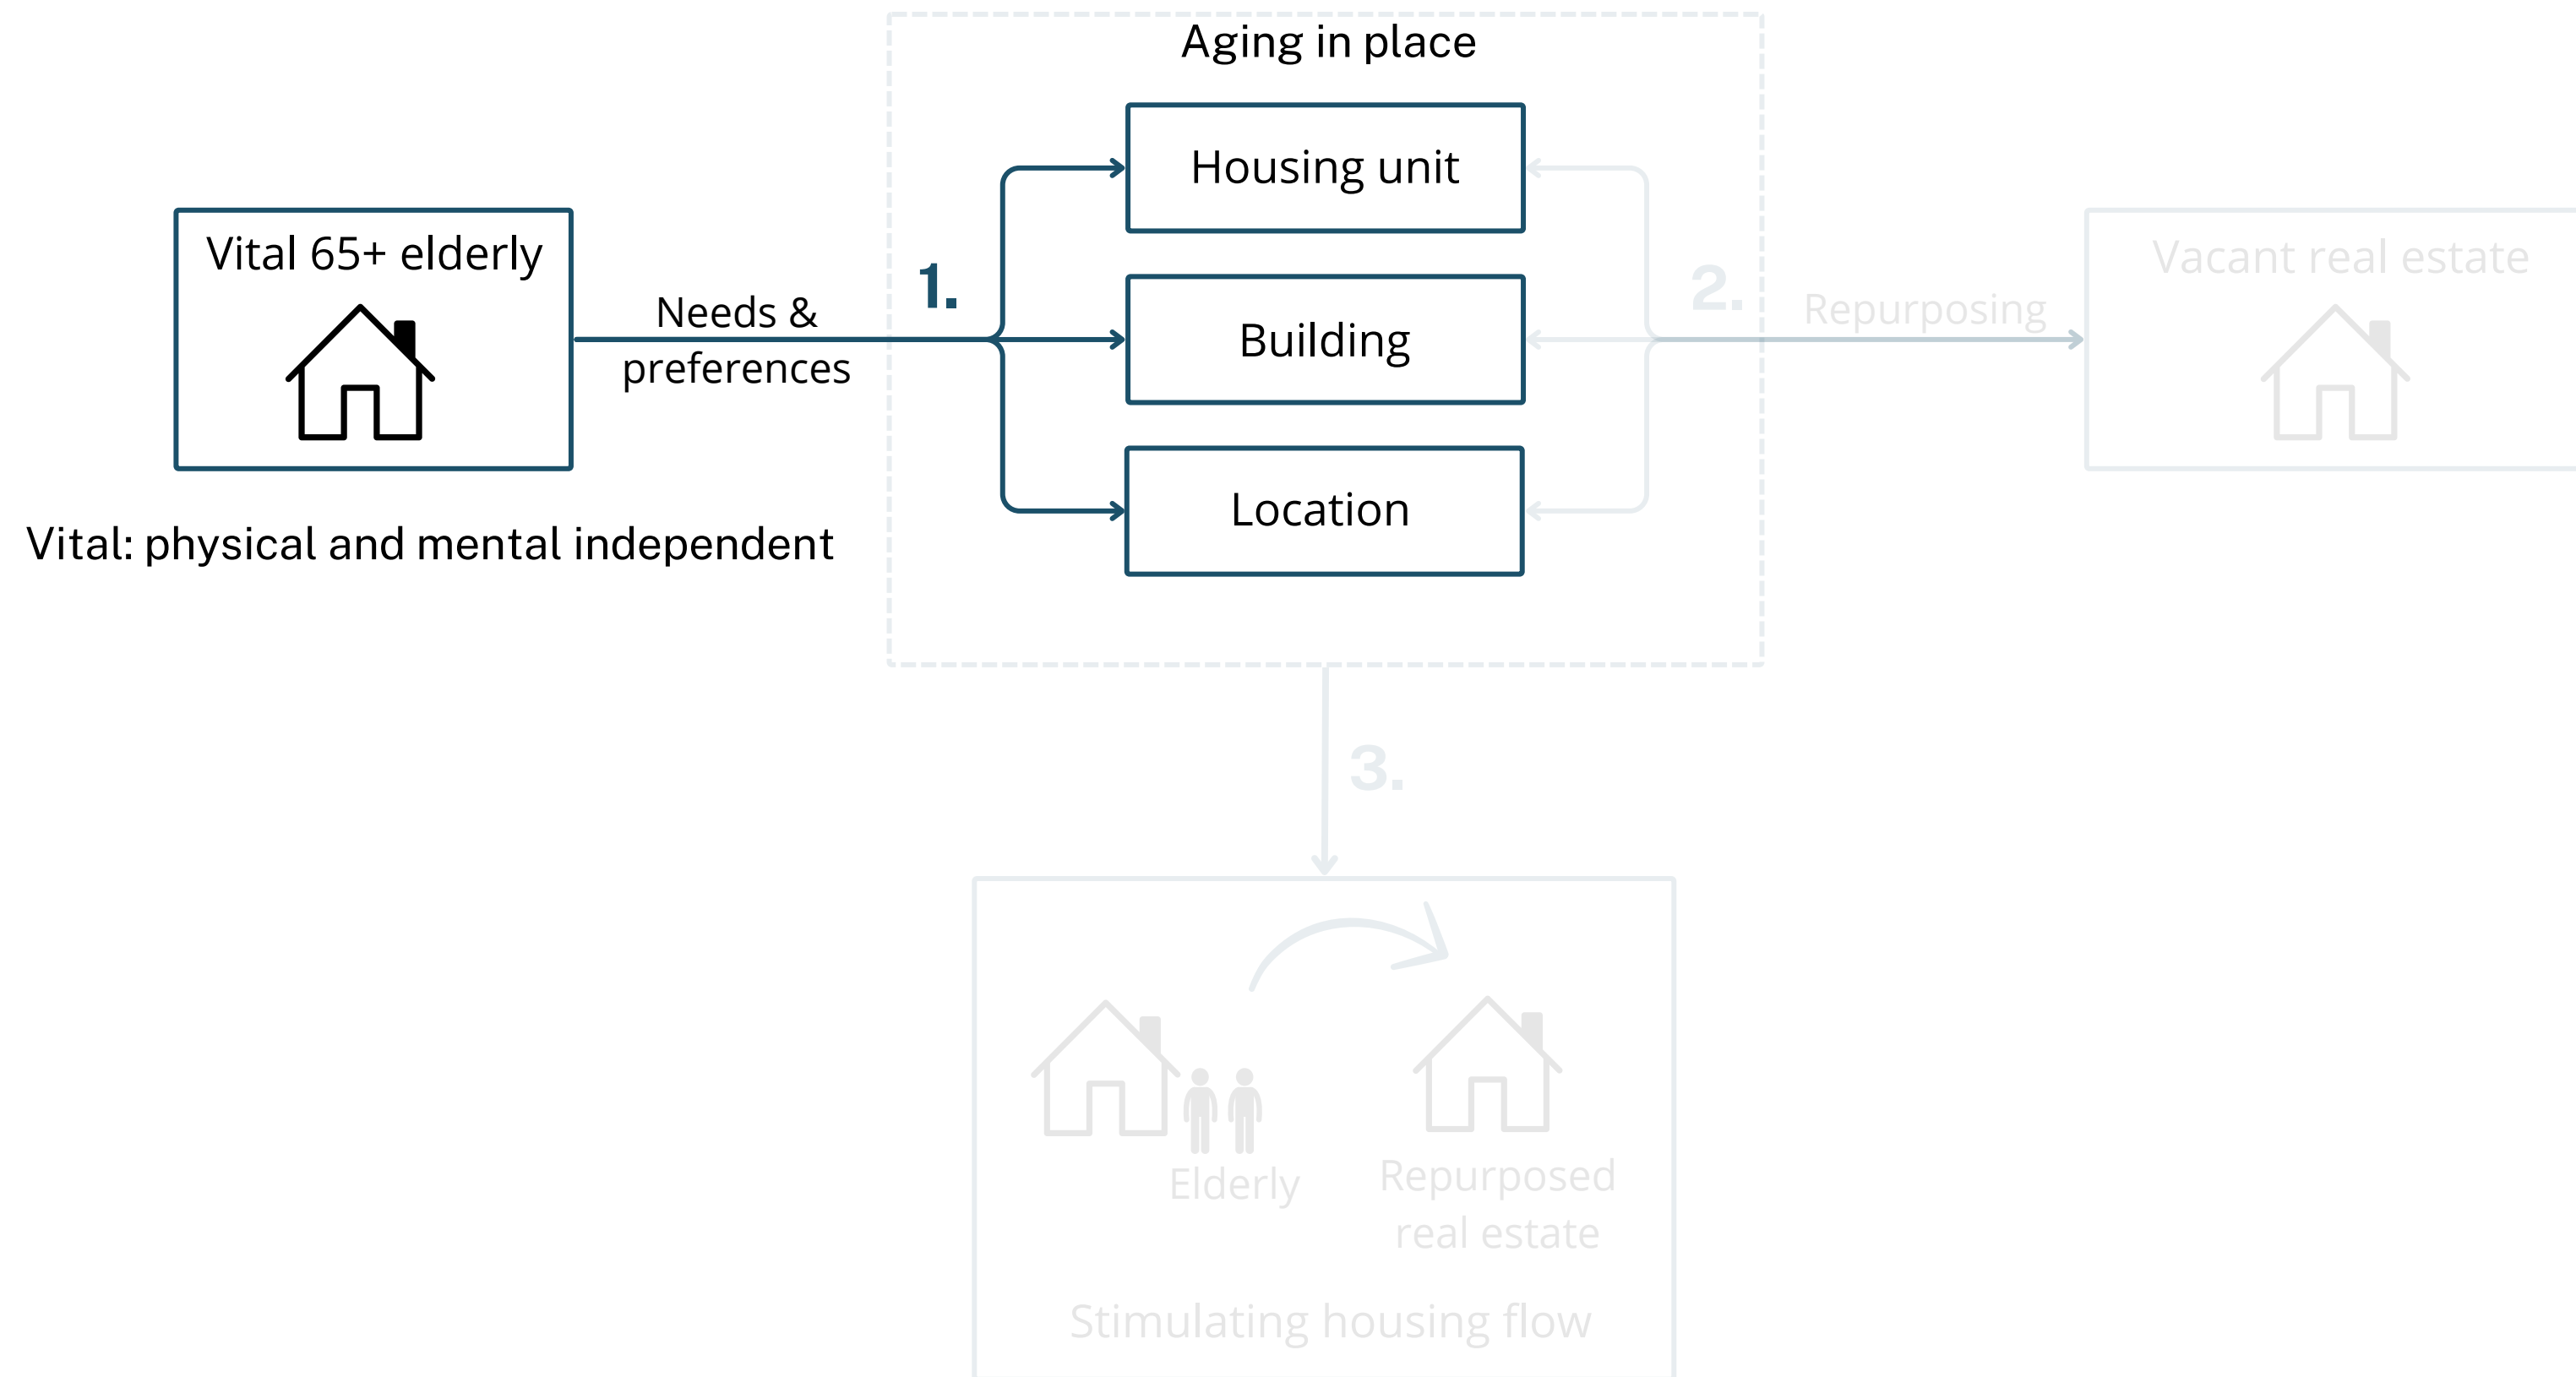 Aging in place
Housing unit
Vital 65+ elderly
Needs &
preferences
1.
Building
2.
Repurposing
Vacant real estate
Location
Vital: physical and mental independent
3.
Elderly
Repurposed
real estate
Stimulating housing flow